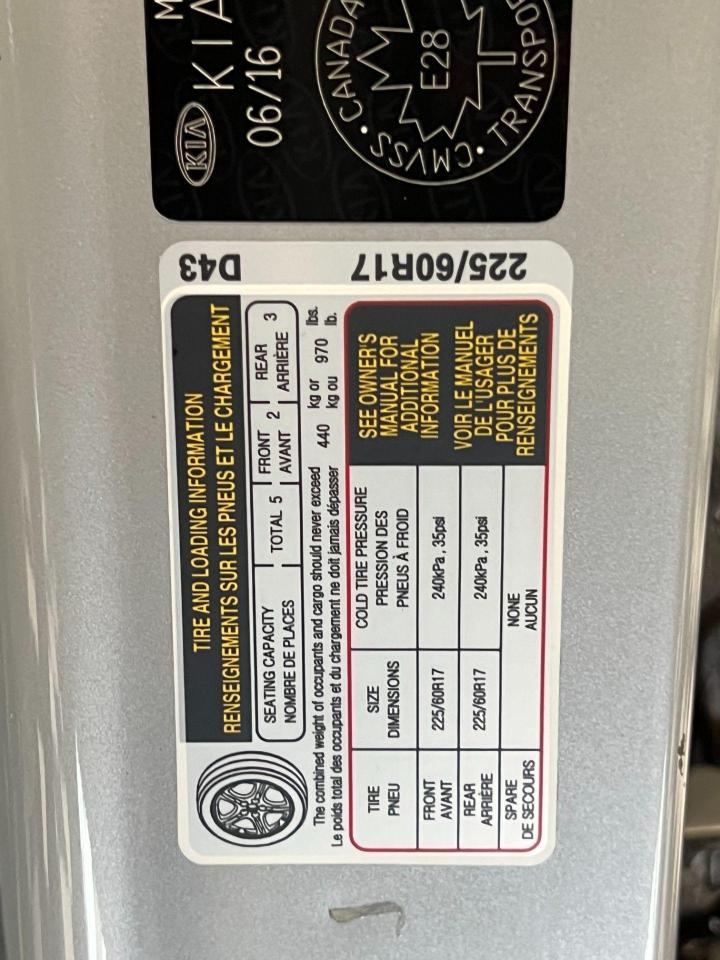 KIA
KIA
06/16
CMVSS • CANADA
TRANSPO
E28
D43
225/60R17
TIRE AND LOADING INFORMATION
RENSEIGNEMENTS SUR LES PNEUS ET LE CHARGEMENT
SEATING CAPACITY
NOMBRE DE PLACES
TOTAL 5
FRONT
AVANT
2
REAR
ARRIÈRE
3
The combined weight of occupants and cargo should never exceed
Le poids total des occupants et du chargement ne doit jamais dépasser
440
kg or
kg ou
970
lbs.
lb.
TIRE
PNEU
SIZE
DIMENSIONS
COLD TIRE PRESSURE
PRESSION DES
PNEUS À FROID
FRONT
AVANT
225/60R17
240kPa , 35psi
REAR
ARRIÈRE
225/60R17
240kPa , 35psi
SPARE
DE SECOURS
NONE
AUCUN
SEE OWNER'S
MANUAL FOR
ADDITIONAL
INFORMATION
VOIR LE MANUEL
DE L'USAGER
POUR PLUS DE
RENSEIGNEMENTS